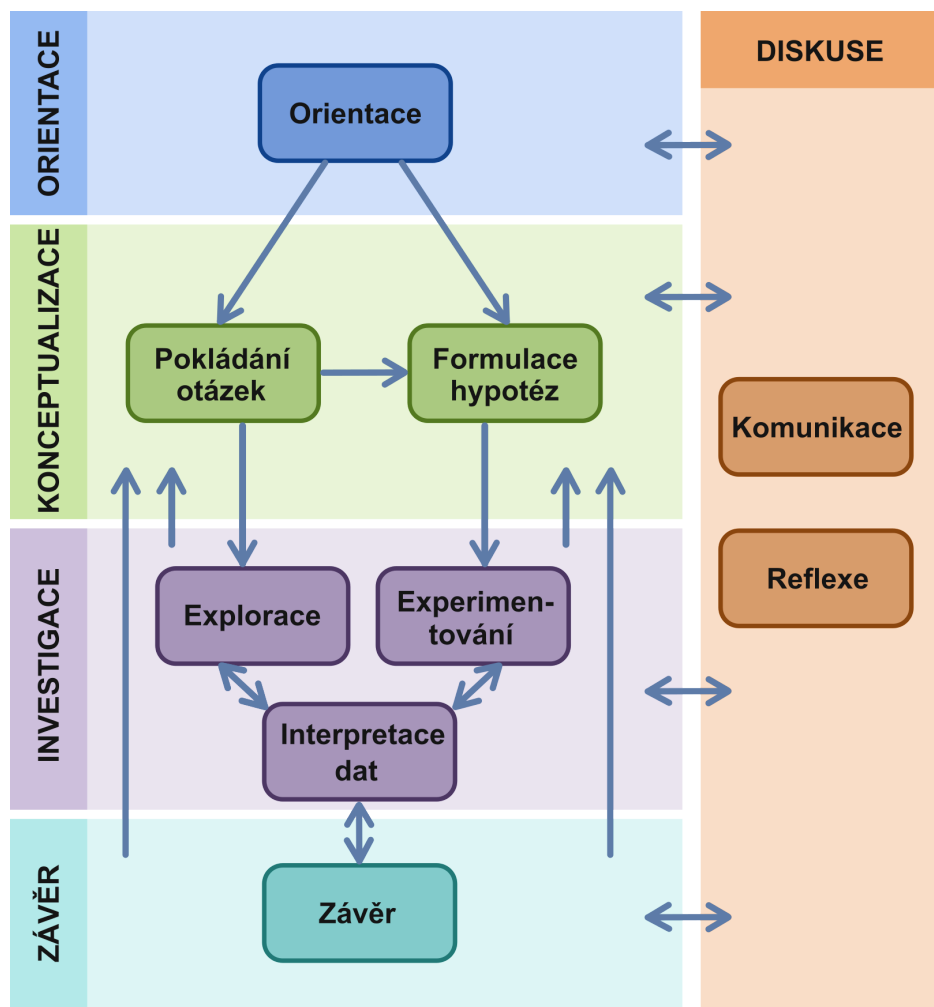 ORIENTACE
Orientace
KONCEPTUALIZACE
Pokládání
otázek
Formulace
hypotéz
INVESTIGACE
Explorace
Experimen-
tování
Interpretace
dat
ZÁVĚR
Závěr
DISKUSE
Komunikace
Reflexe